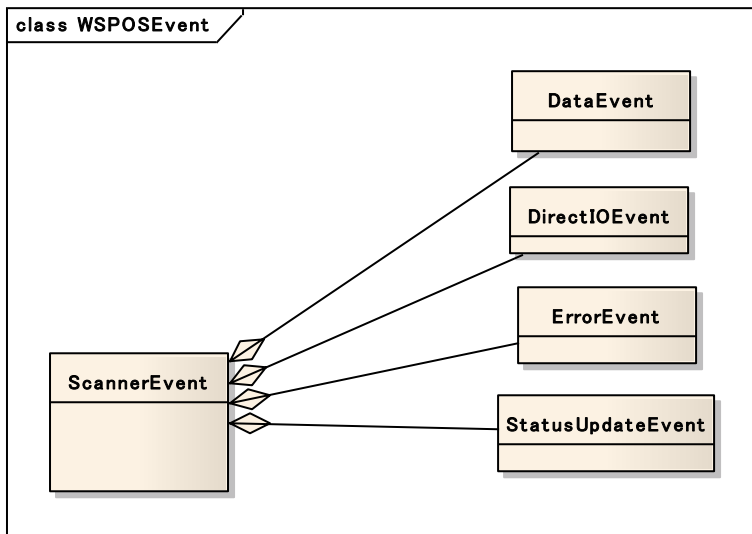 class WSPOSEvent
DataEvent
DirectIOEvent
ErrorEvent
ScannerEvent
StatusUpdateEvent